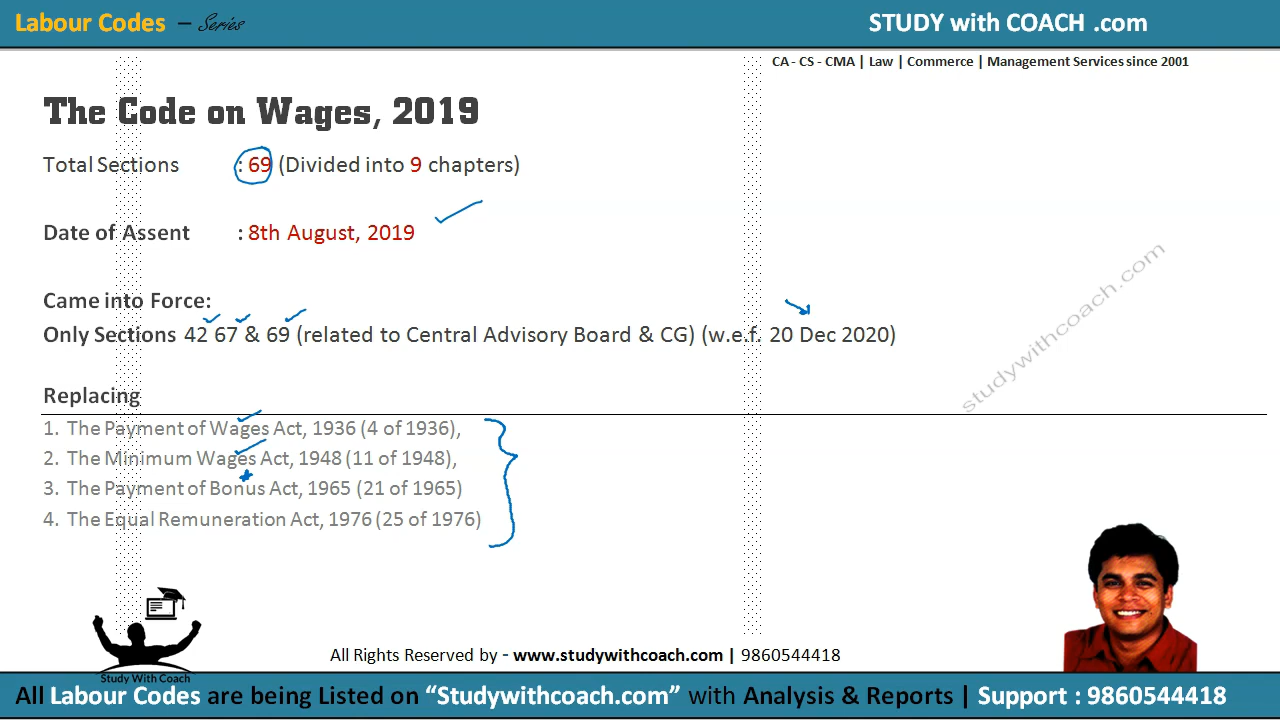 Labour Codes – Series
STUDY with COACH .com
CA - CS - CMA | Law | Commerce | Management Services since 2001
The Code on Wages, 2019
Total Sections : 69 (Divided into 9 chapters)
Date of Assent : 8th August, 2019
Came into Force:
Only Sections 42 67 & 69 (related to Central Advisory Board & CG) (w.e.f. 20 Dec 2020)
studywithcoach.com
Replacing
1. The Payment of Wages Act, 1936 (4 of 1936),
2. The Minimum Wages Act, 1948 (11 of 1948),
3. The Payment of Bonus Act, 1965 (21 of 1965)
4. The Equal Remuneration Act, 1976 (25 of 1976)
Study With Coach
All Rights Reserved by - www.studywithcoach.com | 9860544418
All Labour Codes are being Listed on “Studywithcoach.com” with Analysis & Reports | Support : 9860544418